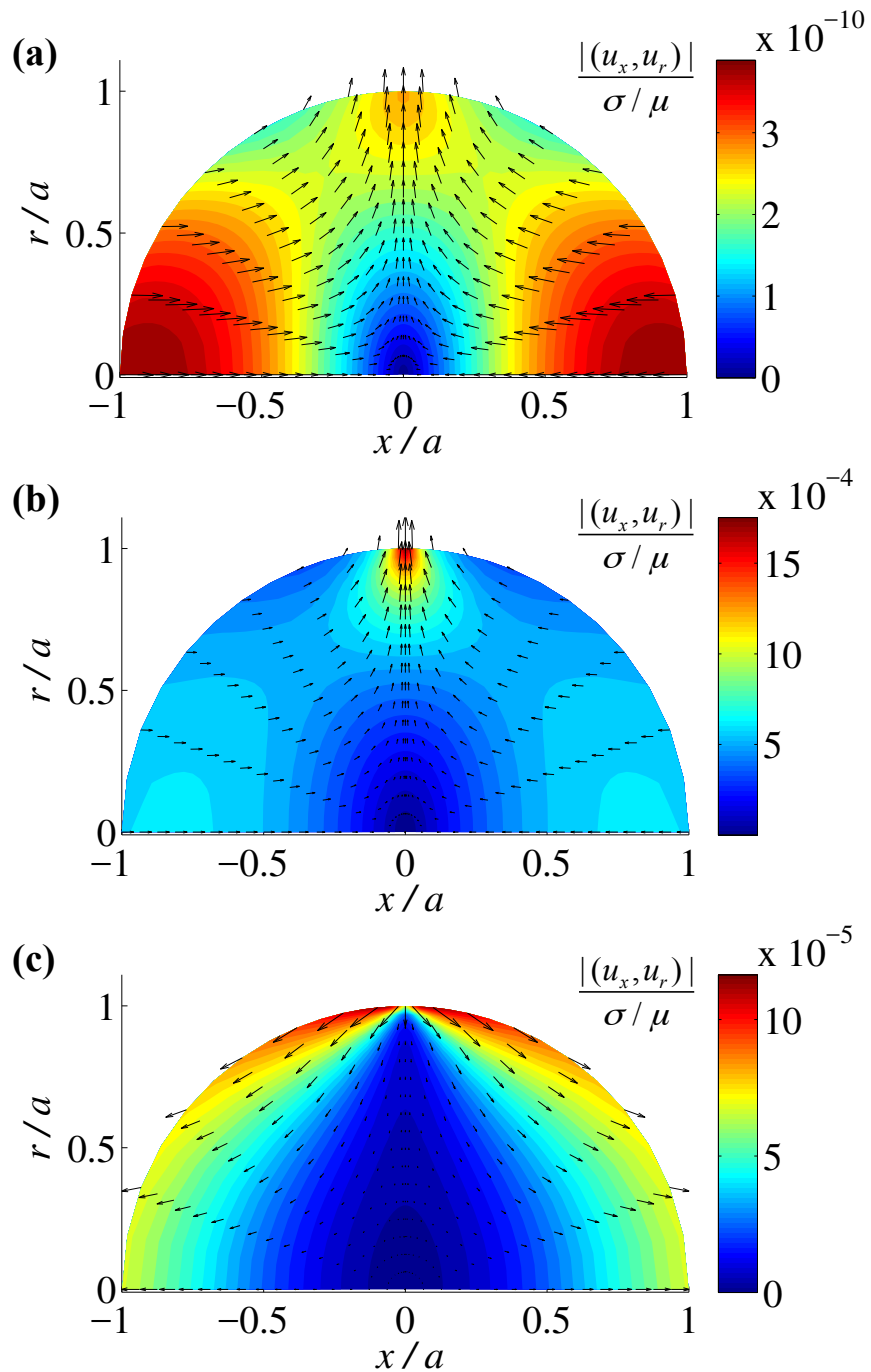 (a)
|(u_x, u_r)|
σ / μ
x 10^−10
3
2
1
0
r / a
1
0.5
0
−1 −0.5 0 0.5 1
x / a
(b)
|(u_x, u_r)|
σ / μ
x 10^−4
15
10
5
r / a
1
0.5
0
−1 −0.5 0 0.5 1
x / a
(c)
|(u_x, u_r)|
σ / μ
x 10^−5
10
5
0
r / a
1
0.5
0
−1 −0.5 0 0.5 1
x / a